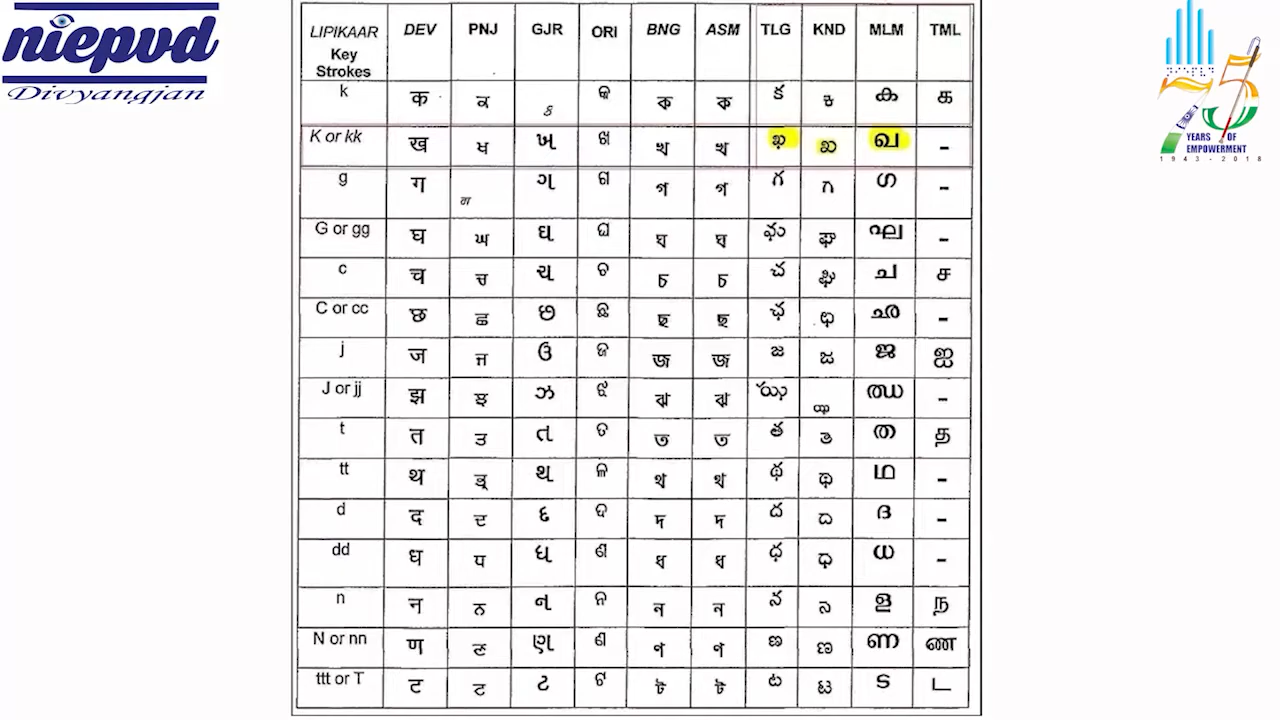 niepvd
Divyangjan
75
YEARS OF
EMPOWERMENT
1943 - 2018
LIPIKAAR Key Strokes DEV PNJ GJR ORI BNG ASM TLG KND MLM TML
k क ਕ ક କ ক ক క ಕ ക க
K or kk ख ਖ ખ ଖ খ খ ఖ ಖ ഖ -
g ग ਗ ગ ଗ গ গ గ ಗ ഗ -
G or gg घ ਘ ઘ ଘ ঘ ঘ ఘ ಘ ഘ -
c च ਚ ચ ଚ চ চ చ ಛ ച ச
C or cc छ ਛ છ ଛ ছ ছ ఛ ഛ -
j ज ਜ ଜ জ জ జ ಜ ജ ஐ
J or jj झ ਝ ઝ ঝ ঝ ఝ ഝ -
t त ਤ ત ତ ত ত త ತ ത த
tt थ થ থ থ థ ಥ ഥ -
d द ਦ દ ଦ দ দ ద ದ ദ -
dd ध ધ ধ ধ ధ ಧ ധ -
n न ਨ ન ନ ন ন న ನ ള ந
N or nn ण ਣ ણ ଣ ণ ণ ణ ಣ ണ ண
ttt or T ट ਟ ટ ଟ ট ট ట ಟ ട ட